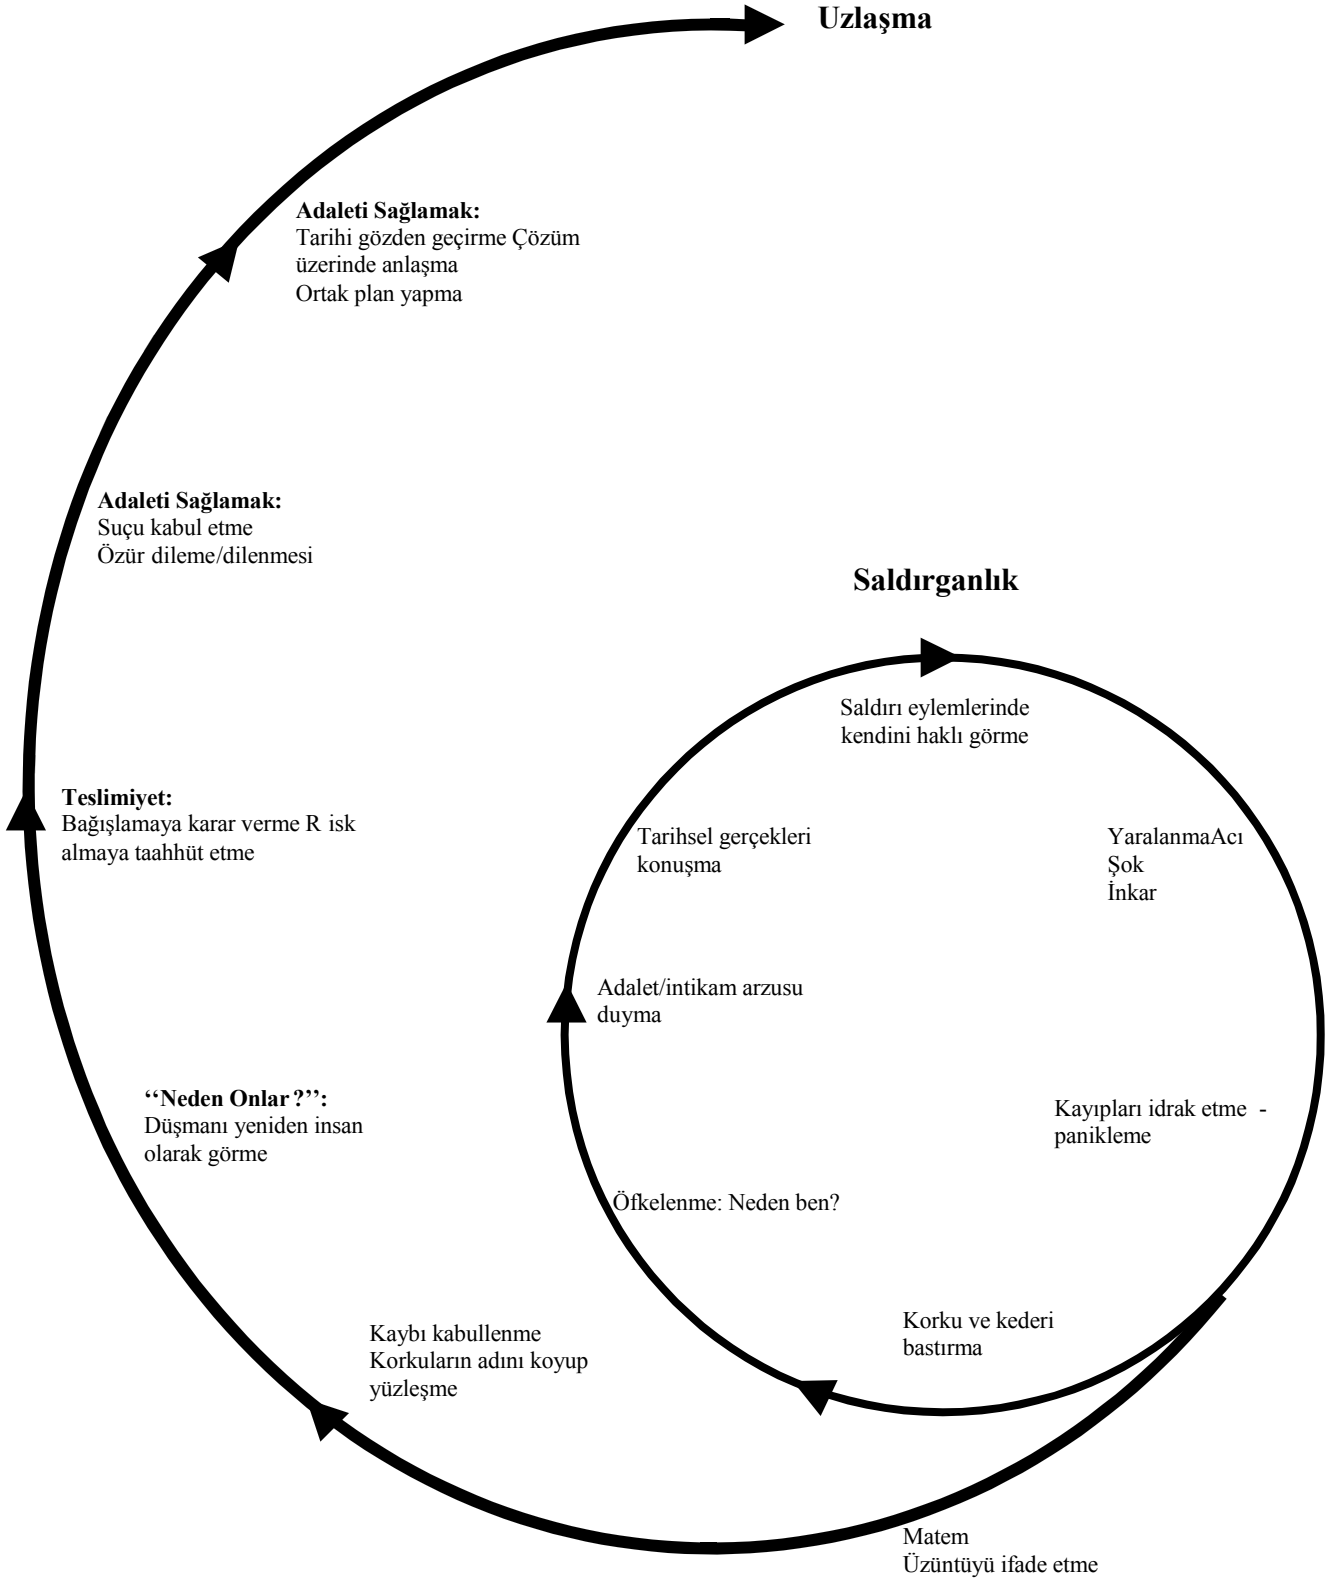 Uzlaşma
Adaleti Sağlamak:
Tarihi gözden geçirme Çözüm
üzerinde anlaşma
Ortak plan yapma
Adaleti Sağlamak:
Suçu kabul etme
Özür dileme/dilenmesi
Saldırganlık
Saldırı eylemlerinde
kendini haklı görme
Teslimiyet:
Bağışlamaya karar verme R isk
almaya taahhüt etme
Tarihsel gerçekleri
konuşma
YaralanmaAcı
Şok
İnkar
Adalet/intikam arzusu
duyma
‘‘Neden Onlar?’’:
Düşmanı yeniden insan
olarak görme
Kayıpları idrak etme -
panikleme
Öfkelenme: Neden ben?
Korku ve kederi
bastırma
Kaybı kabullenme
Korkuların adını koyup
yüzleşme
Matem
Üzüntüyü ifade etme